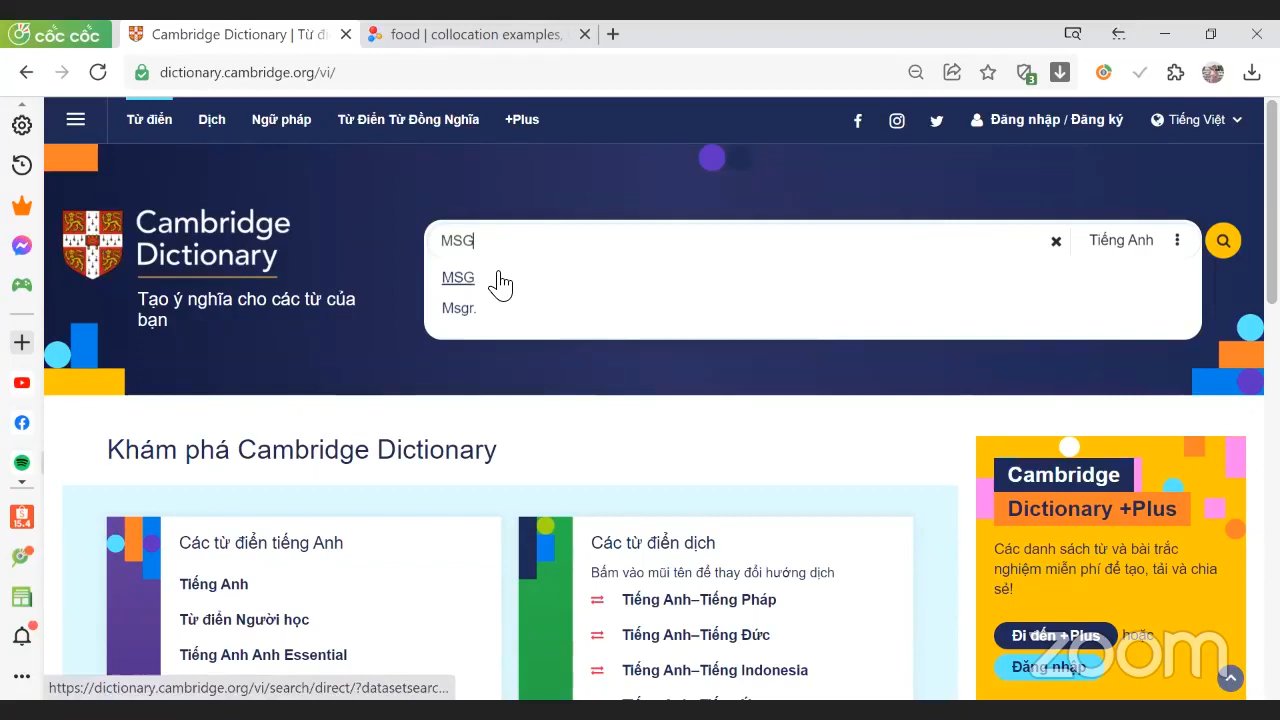 cốc cốc
Cambridge Dictionary | Từ đi
food | collocation examples,
dictionary.cambridge.org/vi/
3
Từ điển
Dịch
Ngữ pháp
Từ Điển Từ Đồng Nghĩa
+Plus
Đăng nhập / Đăng ký
Tiếng Việt
Cambridge
Dictionary
Tạo ý nghĩa cho các từ của
bạn
MSG
Tiếng Anh
MSG
Msgr.
Khám phá Cambridge Dictionary
Các từ điển tiếng Anh
Tiếng Anh
Từ điển Người học
Tiếng Anh Anh Essential
Các từ điển dịch
Bấm vào mũi tên để thay đổi hướng dịch
Tiếng Anh–Tiếng Pháp
Tiếng Anh–Tiếng Đức
Tiếng Anh–Tiếng Indonesia
Cambridge
Dictionary +Plus
Các danh sách từ và bài trắc
nghiệm miễn phí để tạo, tải và chia
sẻ!
Đi đến +Plus hoặc
Đăng nhập
zoom
15.4
https://dictionary.cambridge.org/vi/search/direct/?datasetsearc...